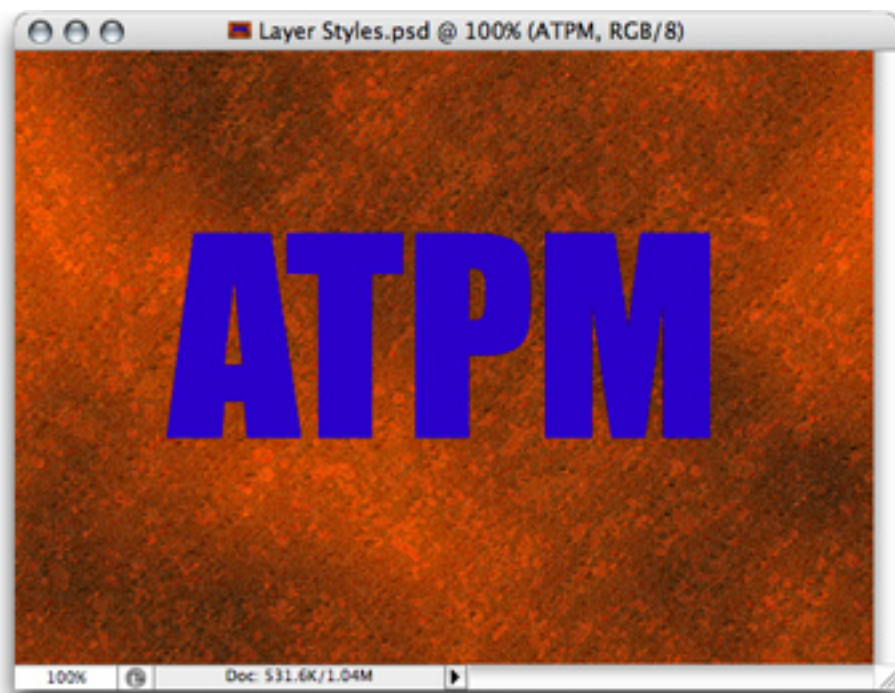 Layer Styles.psd @ 100% (ATPM, RGB/8)
ATPM
100% Doc: 531.6K/1.04M